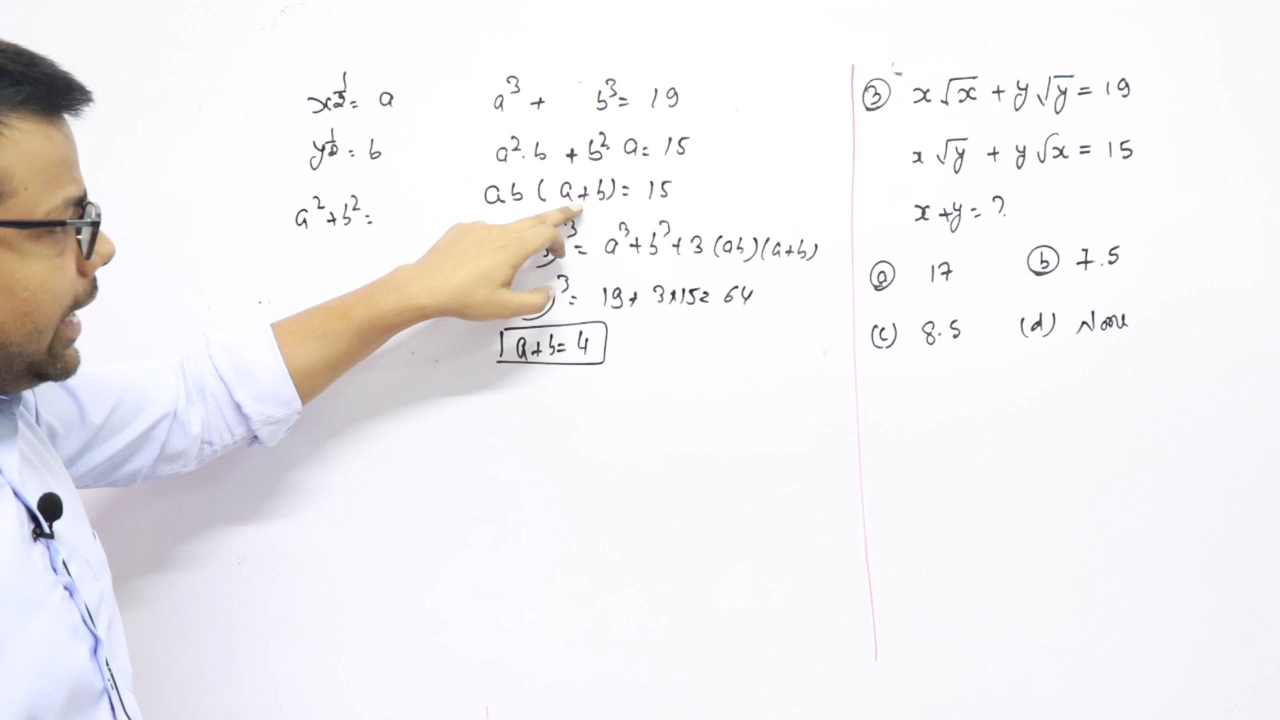 x^{1/2} = a
y^{1/2} = b
a² + b² =
a³ + b³ = 19
a².b + b² a = 15
ab (a+b) = 15
³ = a³ + b³ + 3 (ab) (a+b)
)³ = 19 + 3×15 = 64
a+b = 4
③ x√x + y√y = 19
x√y + y√x = 15
x+y = ?
ⓐ 17 ⓑ 7.5
(c) 8.5 (d) None